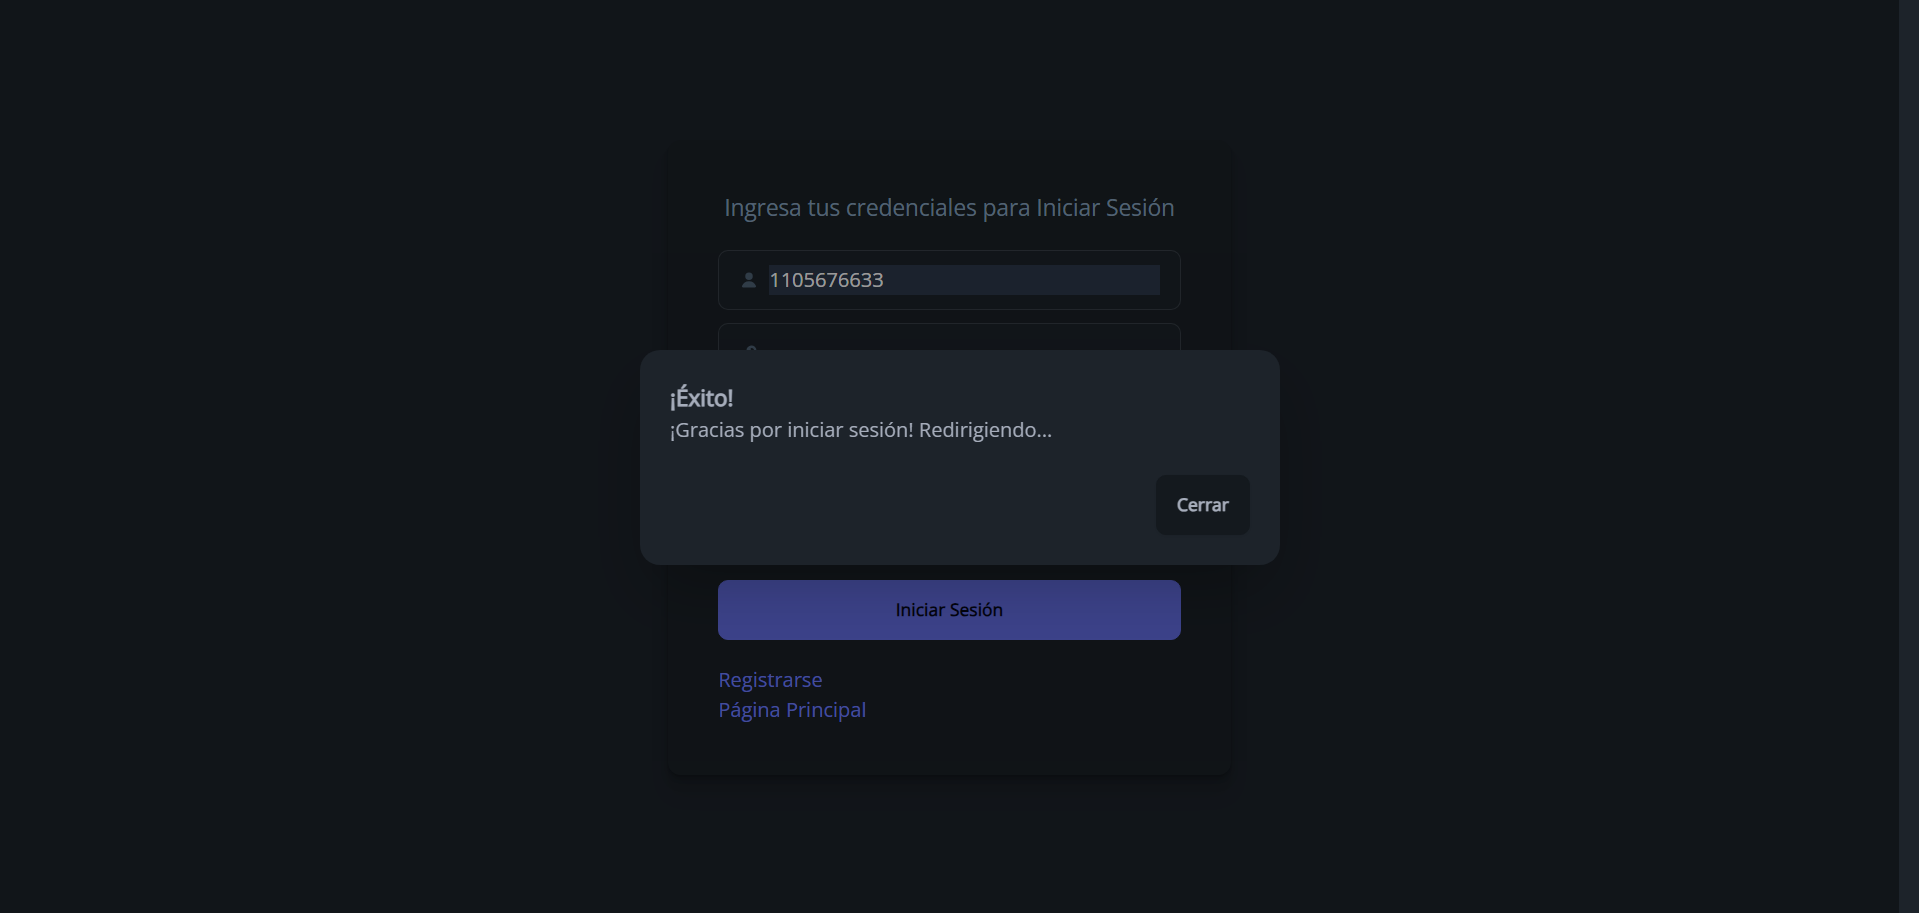 Ingresa tus credenciales para Iniciar Sesión
1105676633
¡Éxito!
¡Gracias por iniciar sesión! Redirigiendo...
Cerrar
Iniciar Sesión
Registrarse
Página Principal